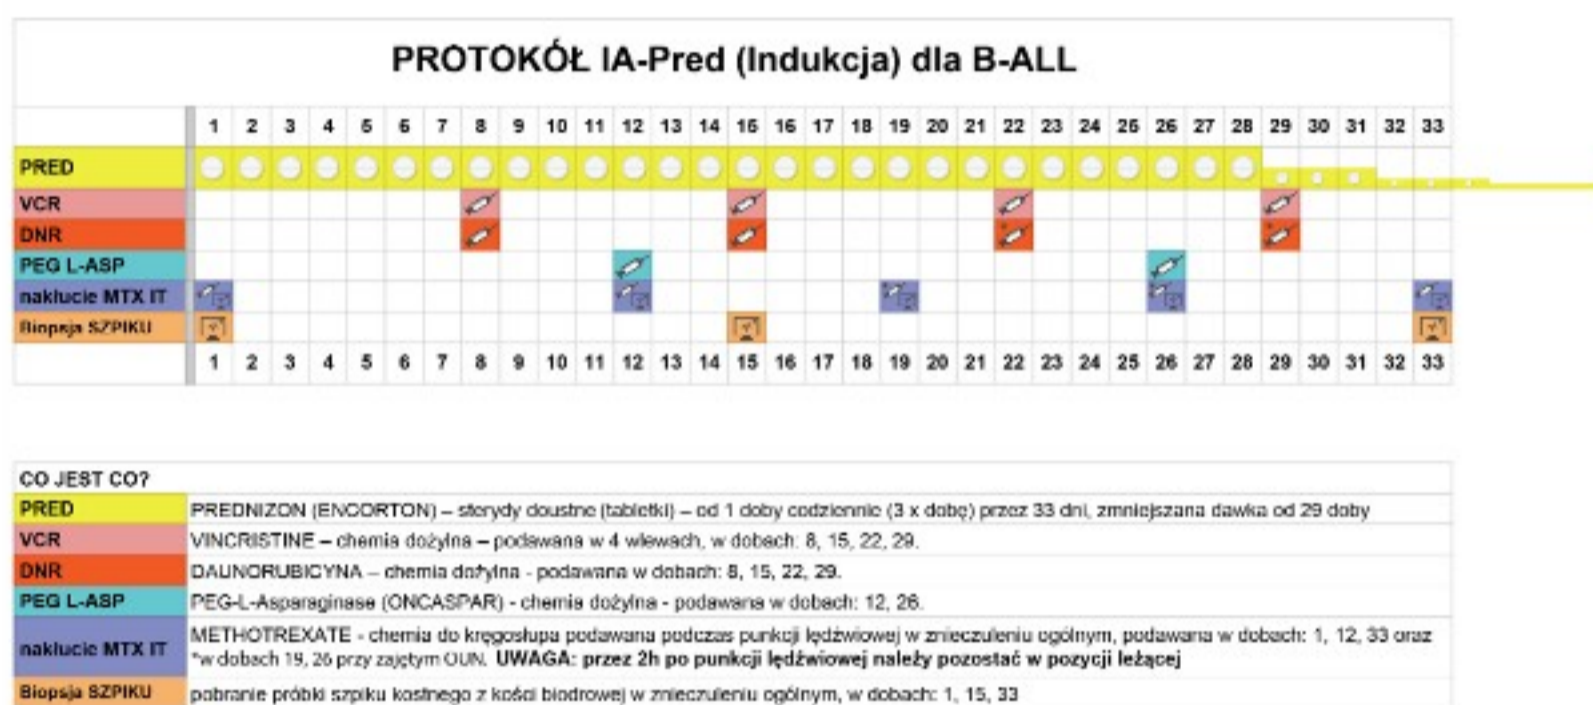 PROTOKÓŁ IA-Pred (Indukcja) dla B-ALL
1 2 3 4 5 6 7 8 9 10 11 12 13 14 15 16 17 18 19 20 21 22 23 24 25 26 27 28 29 30 31 32 33
PRED
VCR
DNR
PEG L-ASP
nakłucie MTX IT
Biopsja SZPIKU
1 2 3 4 5 6 7 8 9 10 11 12 13 14 15 16 17 18 19 20 21 22 23 24 25 26 27 28 29 30 31 32 33
CO JEST CO?
PRED PREDNIZON (ENCORTON) – sterydy doustne (tabletki) – od 1 doby codziennie (3 x dobę) przez 33 dni, zmniejszana dawka od 29 doby
VCR VINCRISTINE – chemia dożylna – podawana w 4 wlewach, w dobach: 8, 15, 22, 29.
DNR DAUNORUBICYNA – chemia dożylna - podawana w dobach: 8, 15, 22, 29.
PEG L-ASP PEG-L-Asparaginase (ONCASPAR) - chemia dożylna - podawana w dobach: 12, 26.
nakłucie MTX IT METHOTREXATE - chemia do kręgosłupa podawana podczas punkcji lędźwiowej w znieczuleniu ogólnym, podawana w dobach: 1, 12, 33 oraz
*w dobach 19, 26 przy zajętym OUN. UWAGA: przez 2h po punkcji lędźwiowej należy pozostać w pozycji leżącej
Biopsja SZPIKU pobranie próbki szpiku kostnego z kości biodrowej w znieczuleniu ogólnym, w dobach: 1, 15, 33